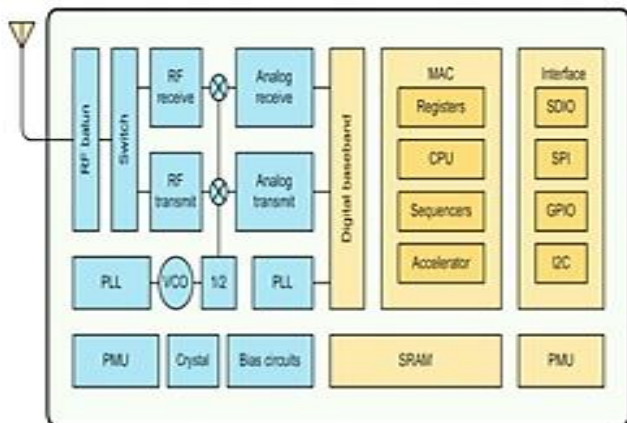 RF balun
Switch
RF
receive
Analog
receive
RF
transmit
Analog
transmit
Digital baseband
MAC
Registers
CPU
Sequencers
Accelerator
Interface
SDIO
SPI
GPIO
I2C
PLL
VCO
1/2
PLL
PMU
Crystal
Bias circuits
SRAM
PMU